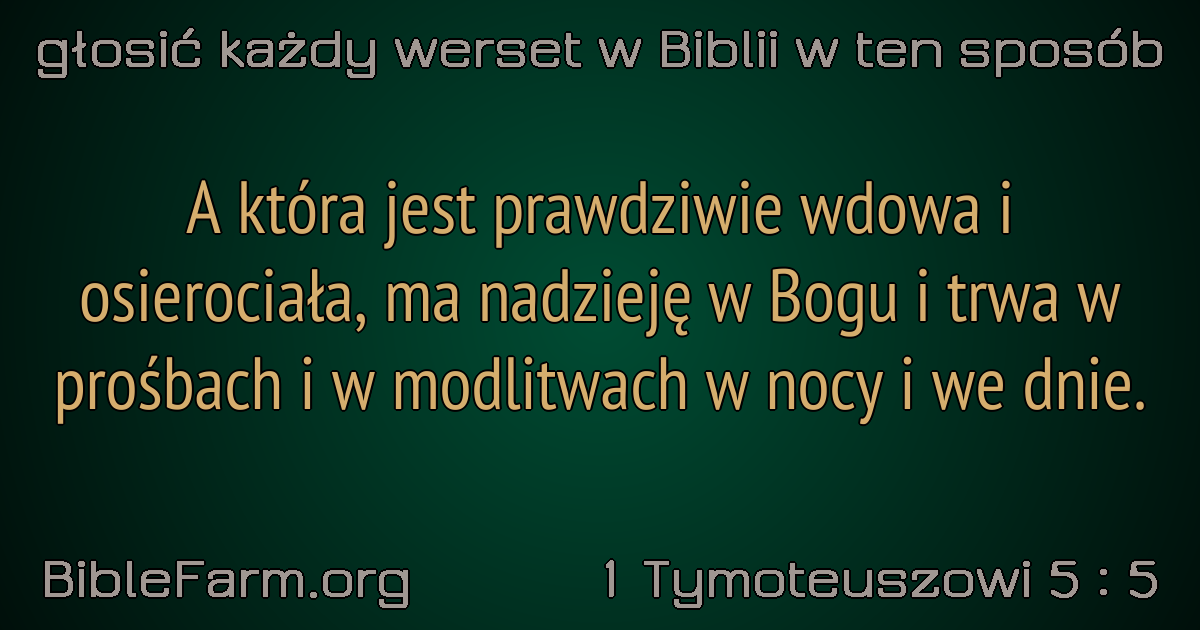 głosić każdy werset w Biblii w ten sposób
A która jest prawdziwie wdowa i
osierociała, ma nadzieję w Bogu i trwa w
prośbach i w modlitwach w nocy i we dnie.
BibleFarm.org
1 Tymoteuszowi 5 : 5